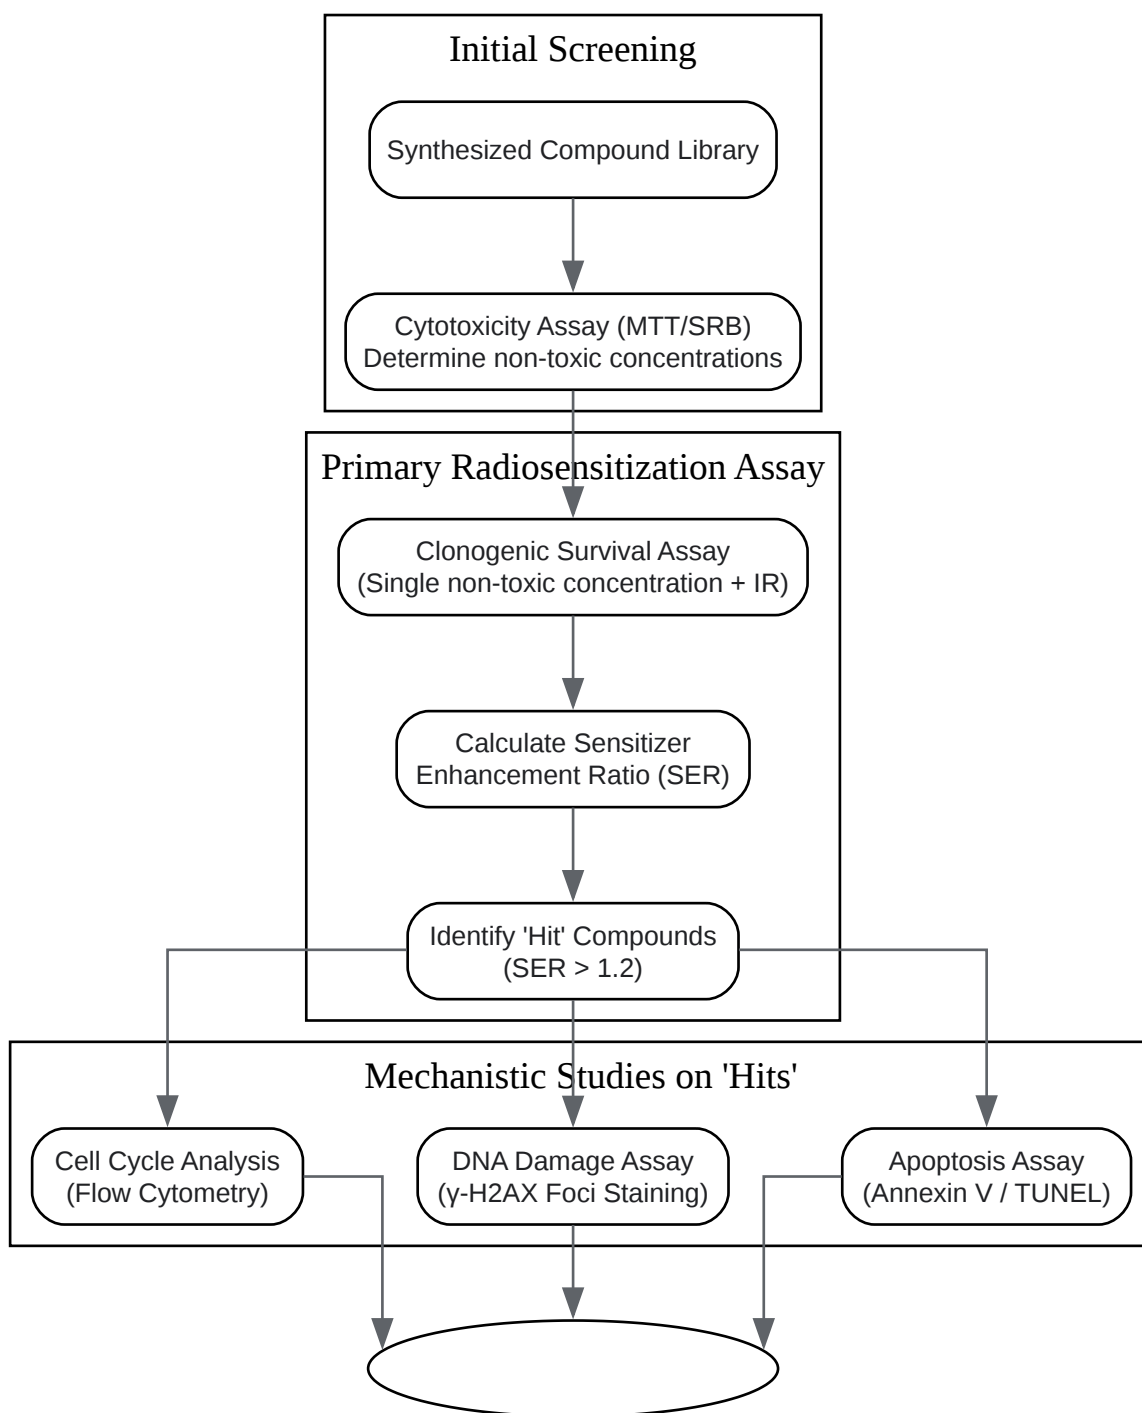 Initial Screening
Synthesized Compound Library
Cytotoxicity Assay (MTT/SRB)
Determine non-toxic concentrations
Primary Radiosensitization Assay
Clonogenic Survival Assay
(Single non-toxic concentration + IR)
Calculate Sensitizer
Enhancement Ratio (SER)
Identify 'Hit' Compounds
(SER > 1.2)
Mechanistic Studies on 'Hits'
Cell Cycle Analysis
(Flow Cytometry)
DNA Damage Assay
(γ-H2AX Foci Staining)
Apoptosis Assay
(Annexin V / TUNEL)